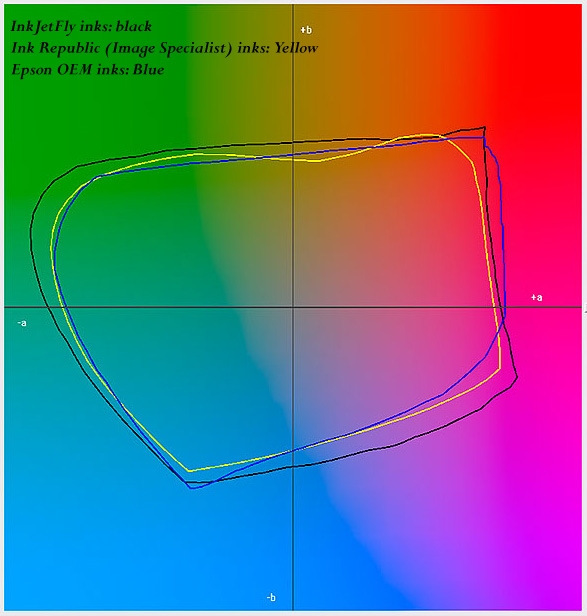 InkJetFly inks: black
Ink Republic (Image Specialist) inks: Yellow
Epson OEM inks: Blue
+b
+a
-a
-b